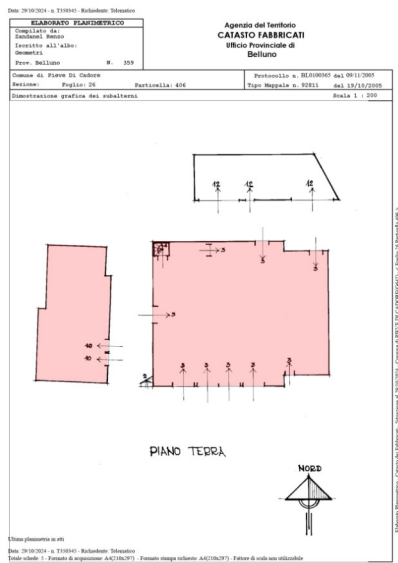 Data: 29/10/2024 - n. T350345 - Richiedente: Telematico
ELABORATO PLANIMETRICO
Compilato da:
Zandanel Renzo
Iscritto all'albo:
Geometri
Prov. Belluno N. 359
Agenzia del Territorio
CATASTO FABBRICATI
Ufficio Provinciale di
Belluno
Comune di Pieve Di Cadore
Sezione: Foglio: 26 Particella: 406
Protocollo n. BL0100365 del 09/11/2005
Tipo Mappale n. 92811 del 19/10/2005
Dimostrazione grafica dei subalterni
Scala 1 : 200
12 12 12
3 3 3
3
10
10
2
3 3 3 3 3
PIANO TERRA
NORD
Ultima planimetria in atti
Data: 29/10/2024 - n. T350345 - Richiedente: Telematico
Totale schede: 5 - Formato di acquisizione: A4(210x297) - Formato stampa richiesto: A4(210x297) - Fattore di scala non utilizzabile